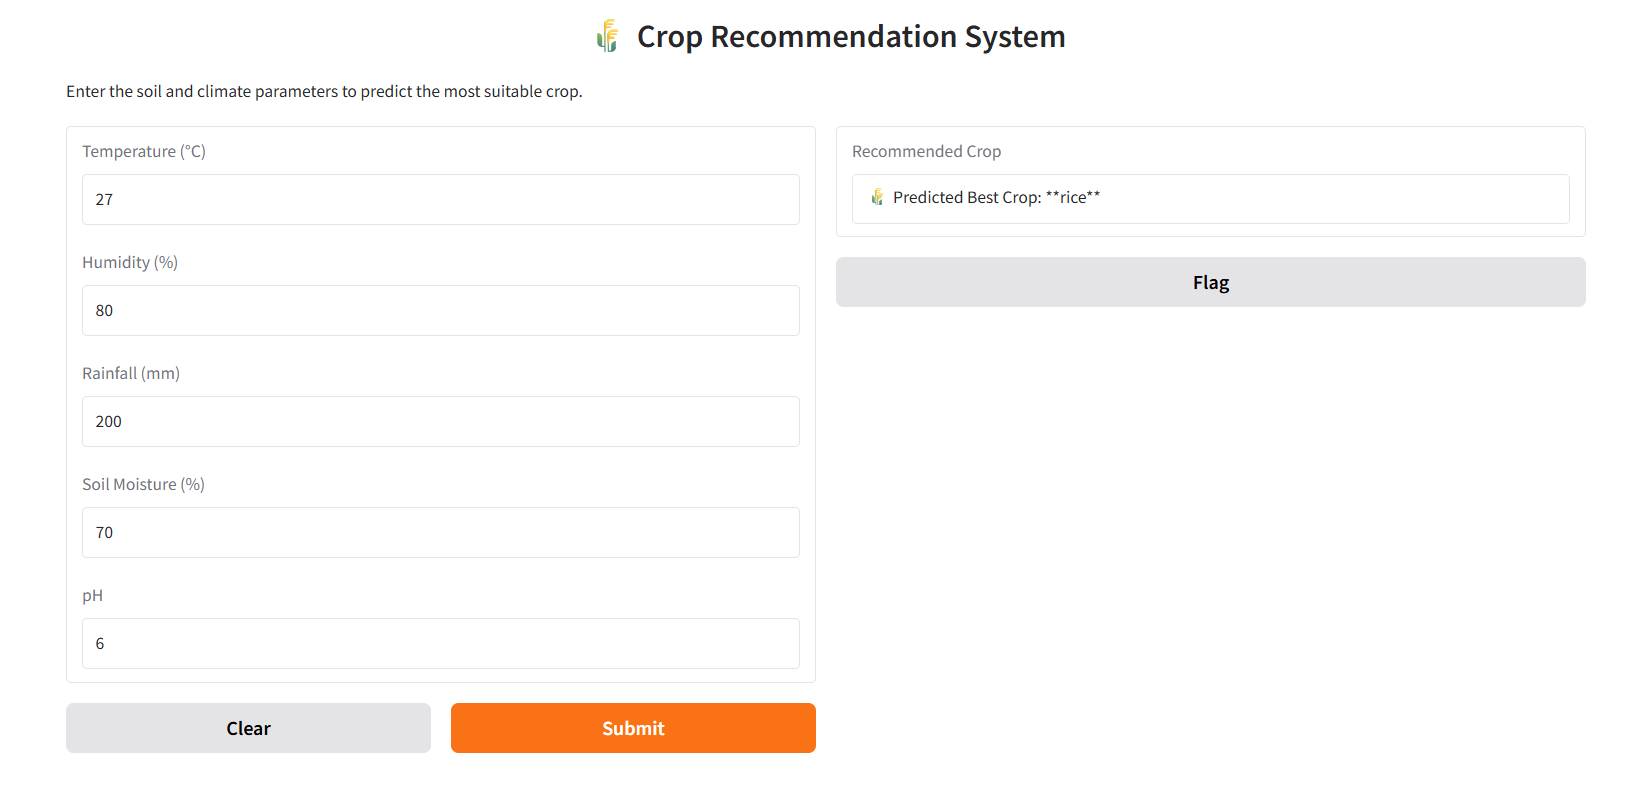 Crop Recommendation System
Enter the soil and climate parameters to predict the most suitable crop.
Temperature (°C)
27
Humidity (%)
80
Rainfall (mm)
200
Soil Moisture (%)
70
pH
6
Clear
Submit
Recommended Crop
🌾 Predicted Best Crop: **rice**
Flag